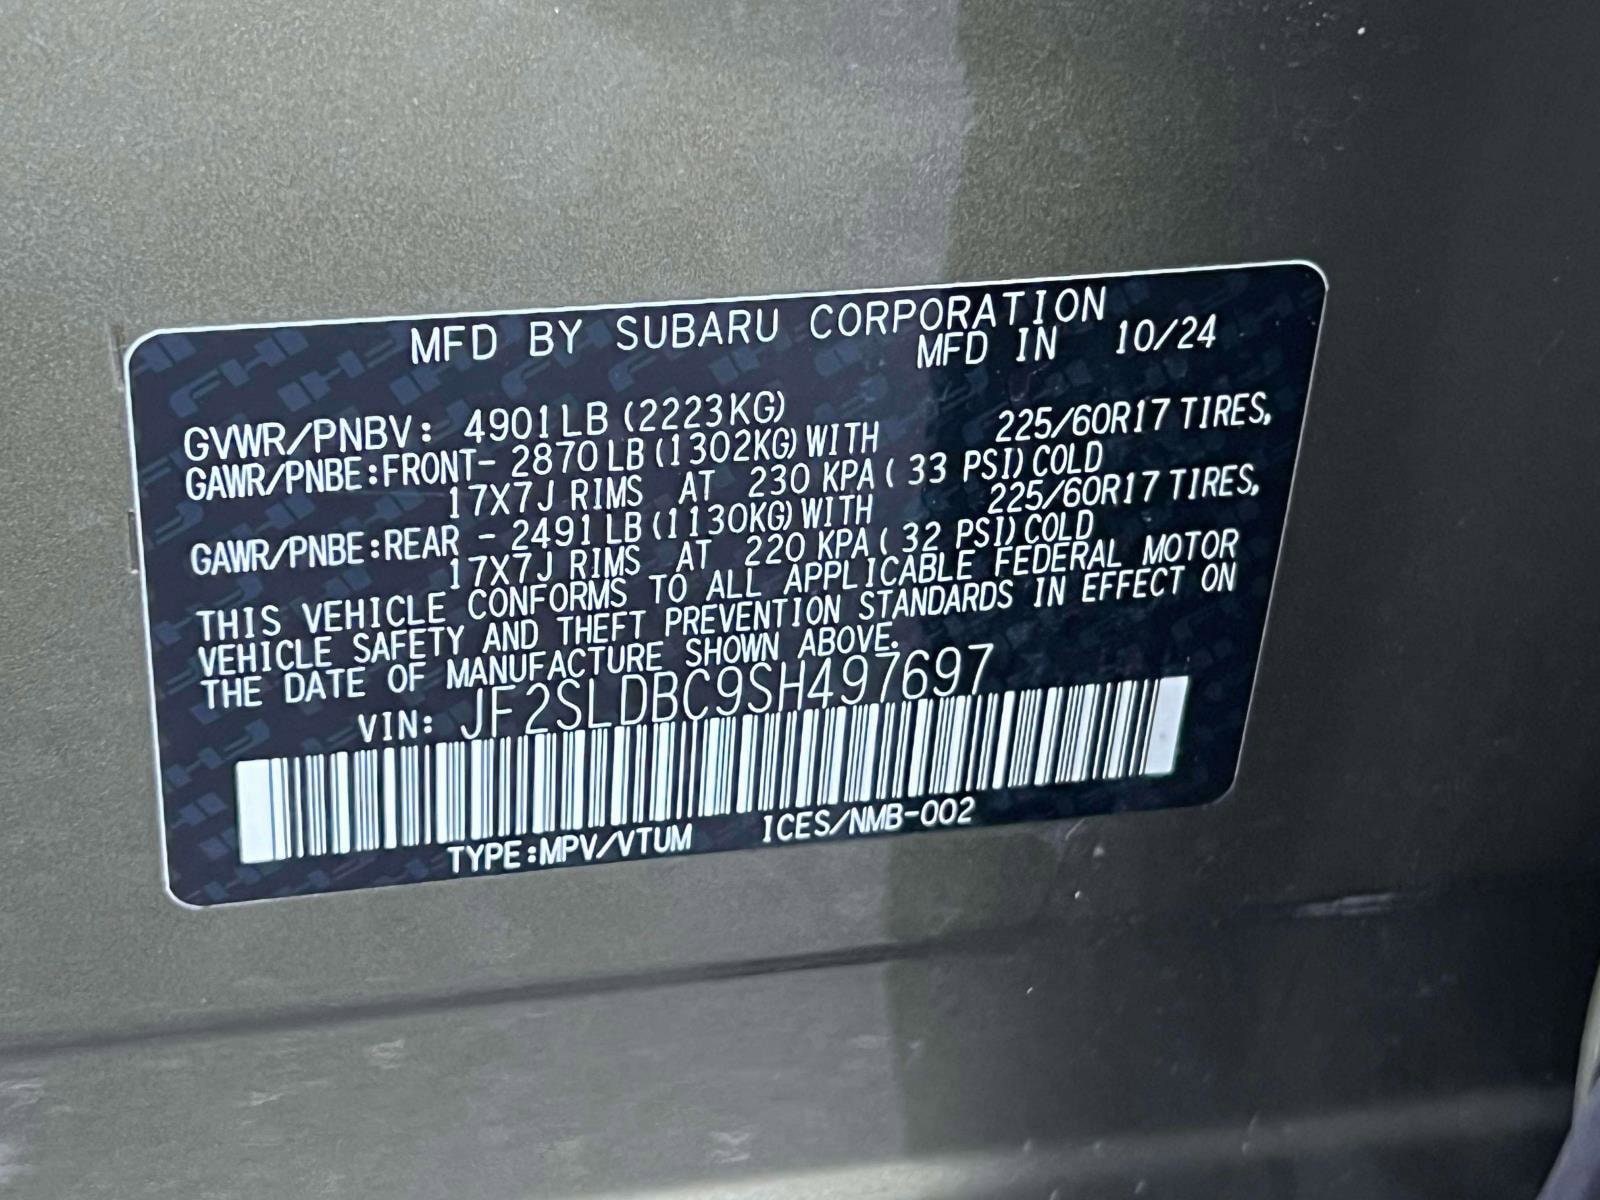 MFD BY SUBARU CORPORATION
MFD IN 10/24
GVWR/PNBV: 4901LB (2223KG)
GAWR/PNBE:FRONT- 2870 LB (1302KG) WITH 225/60R17 TIRES,
17X7J RIMS AT 230 KPA( 33 PSI) COLD
GAWR/PNBE:REAR - 2491 LB (1130KG) WITH 225/60R17 TIRES,
17X7J RIMS AT 220 KPA( 32 PSI) COLD
THIS VEHICLE CONFORMS TO ALL APPLICABLE FEDERAL MOTOR
VEHICLE SAFETY AND THEFT PREVENTION STANDARDS IN EFFECT ON
THE DATE OF MANUFACTURE SHOWN ABOVE.
VIN: JF2SLDBC9SH497697
TYPE:MPV/VTUM ICES/NMB-002